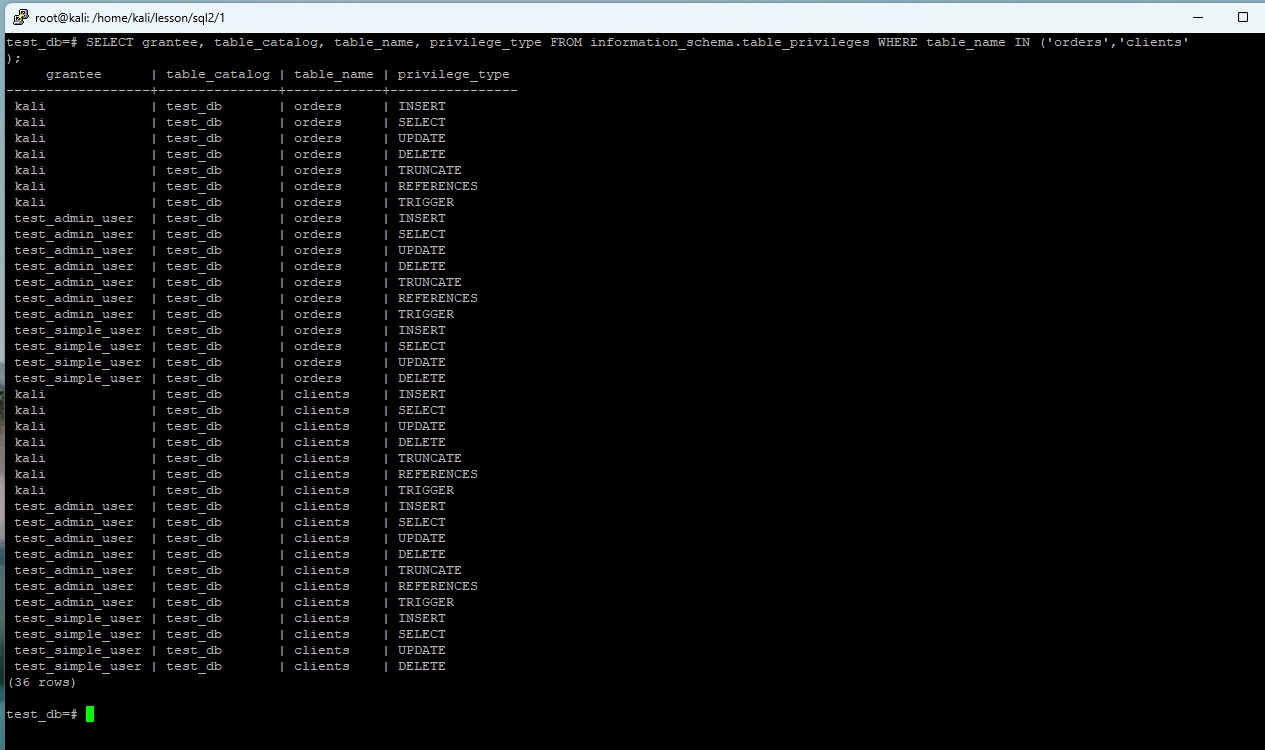 root@kali: /home/kali/lesson/sql2/1
test_db=# SELECT grantee, table_catalog, table_name, privilege_type FROM information_schema.table_privileges WHERE table_name IN ('orders','clients'
);
     grantee      | table_catalog | table_name | privilege_type
------------------+---------------+------------+----------------
 kali             | test_db       | orders     | INSERT
 kali             | test_db       | orders     | SELECT
 kali             | test_db       | orders     | UPDATE
 kali             | test_db       | orders     | DELETE
 kali             | test_db       | orders     | TRUNCATE
 kali             | test_db       | orders     | REFERENCES
 kali             | test_db       | orders     | TRIGGER
 test_admin_user  | test_db       | orders     | INSERT
 test_admin_user  | test_db       | orders     | SELECT
 test_admin_user  | test_db       | orders     | UPDATE
 test_admin_user  | test_db       | orders     | DELETE
 test_admin_user  | test_db       | orders     | TRUNCATE
 test_admin_user  | test_db       | orders     | REFERENCES
 test_admin_user  | test_db       | orders     | TRIGGER
 test_simple_user | test_db       | orders     | INSERT
 test_simple_user | test_db       | orders     | SELECT
 test_simple_user | test_db       | orders     | UPDATE
 test_simple_user | test_db       | orders     | DELETE
 kali             | test_db       | clients    | INSERT
 kali             | test_db       | clients    | SELECT
 kali             | test_db       | clients    | UPDATE
 kali             | test_db       | clients    | DELETE
 kali             | test_db       | clients    | TRUNCATE
 kali             | test_db       | clients    | REFERENCES
 kali             | test_db       | clients    | TRIGGER
 test_admin_user  | test_db       | clients    | INSERT
 test_admin_user  | test_db       | clients    | SELECT
 test_admin_user  | test_db       | clients    | UPDATE
 test_admin_user  | test_db       | clients    | DELETE
 test_admin_user  | test_db       | clients    | TRUNCATE
 test_admin_user  | test_db       | clients    | REFERENCES
 test_admin_user  | test_db       | clients    | TRIGGER
 test_simple_user | test_db       | clients    | INSERT
 test_simple_user | test_db       | clients    | SELECT
 test_simple_user | test_db       | clients    | UPDATE
 test_simple_user | test_db       | clients    | DELETE
(36 rows)
test_db=#